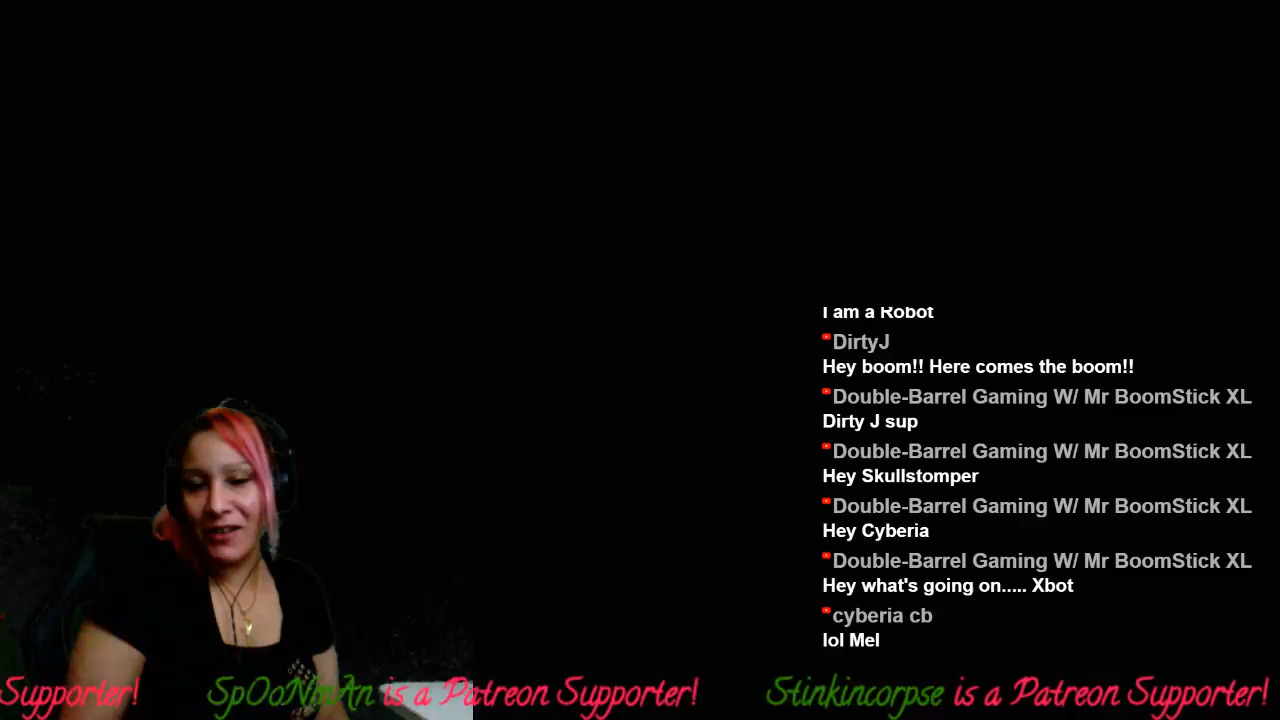 I am a Robot
DirtyJ
Hey boom!! Here comes the boom!!
Double-Barrel Gaming W/ Mr BoomStick XL
Dirty J sup
Double-Barrel Gaming W/ Mr BoomStick XL
Hey Skullstomper
Double-Barrel Gaming W/ Mr BoomStick XL
Hey Cyberia
Double-Barrel Gaming W/ Mr BoomStick XL
Hey what's going on..... Xbot
cyberia cb
lol Mel
Supporter! SpOoNmAn is a Patreon Supporter! Stinkincorpse is a Patreon Supporter!